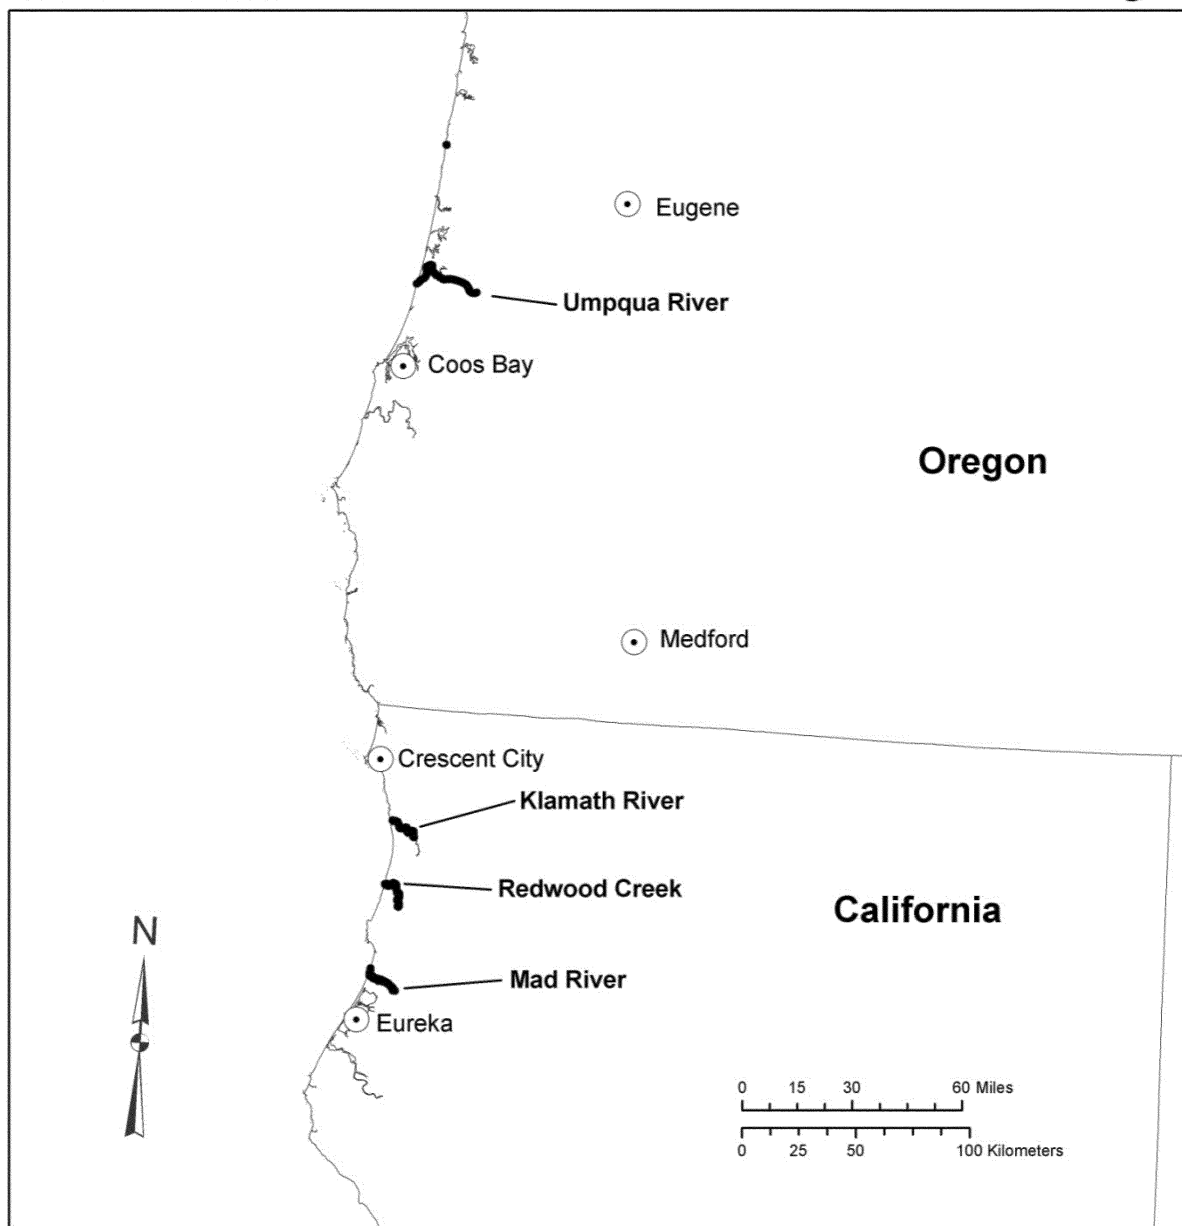 Eugene
Umpqua River
Coos Bay
Oregon
Medford
Crescent City
Klamath River
Redwood Creek
California
N
Mad River
Eureka
0 15 30 60 Miles
0 25 50 100 Kilometers